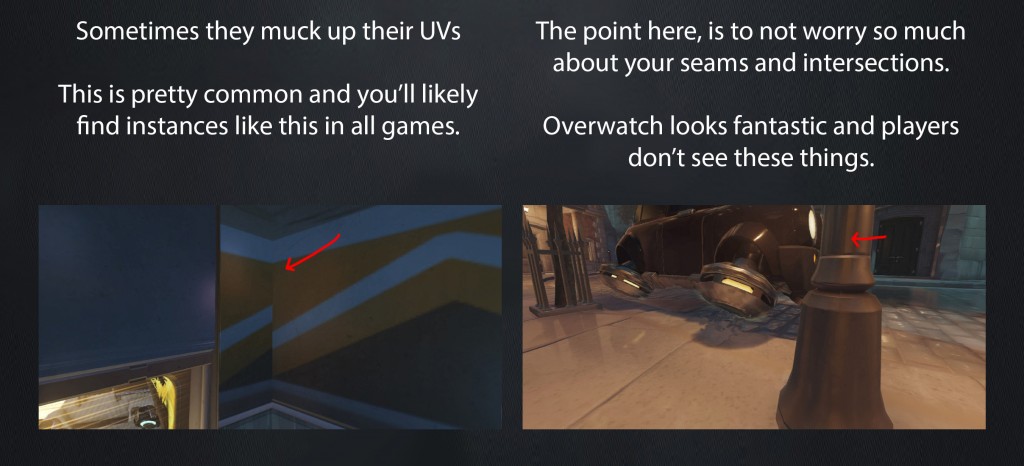 Sometimes they muck up their UVs
This is pretty common and you’ll likely
find instances like this in all games.
The point here, is to not worry so much
about your seams and intersections.
Overwatch looks fantastic and players
don’t see these things.